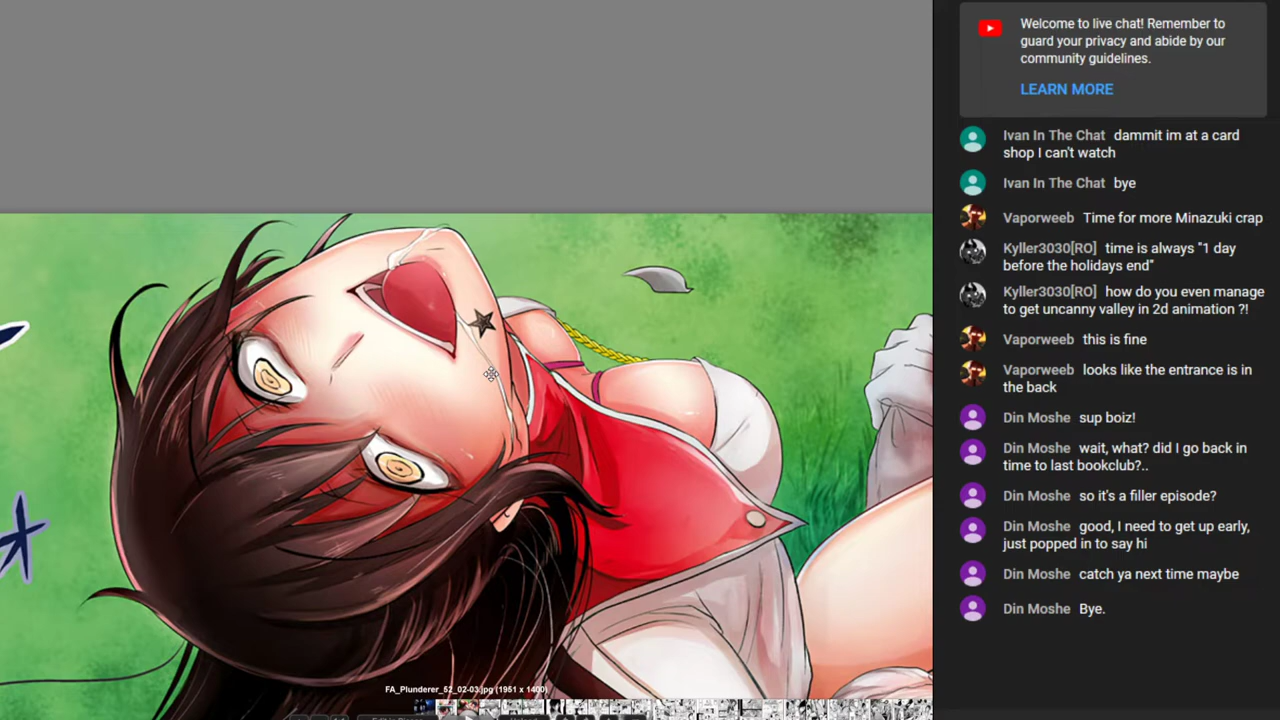 Welcome to live chat! Remember to
guard your privacy and abide by our
community guidelines.
LEARN MORE
Ivan In The Chat dammit im at a card
shop I can't watch
Ivan In The Chat bye
Vaporweeb Time for more Minazuki crap
Kyller3030[RO] time is always "1 day
before the holidays end"
Kyller3030[RO] how do you even manage
to get uncanny valley in 2d animation ?!
Vaporweeb this is fine
Vaporweeb looks like the entrance is in
the back
Din Moshe sup boiz!
Din Moshe wait, what? did I go back in
time to last bookclub?..
Din Moshe so it's a filler episode?
Din Moshe good, I need to get up early,
just popped in to say hi
Din Moshe catch ya next time maybe
Din Moshe Bye.
FA_Plunderer_52_02-03.jpg (1951 x 1400)